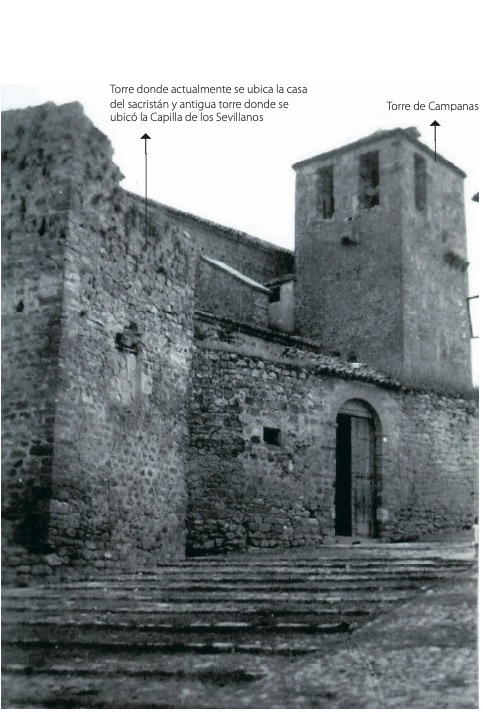 Torre donde actualmente se ubica la casa
del sacristán y antigua torre donde se
ubicó la Capilla de los Sevillanos
Torre de Campanas